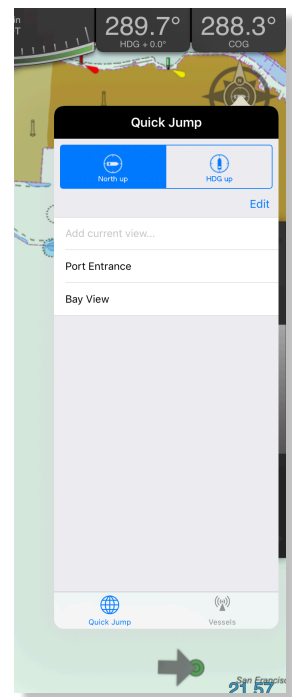 in
T
289.7°
HDG + 0.0°
288.3°
COG
Quick Jump
North up
HDG up
Edit
Add current view...
Port Entrance
Bay View
Quick Jump
Vessels
San Francisc
21.57